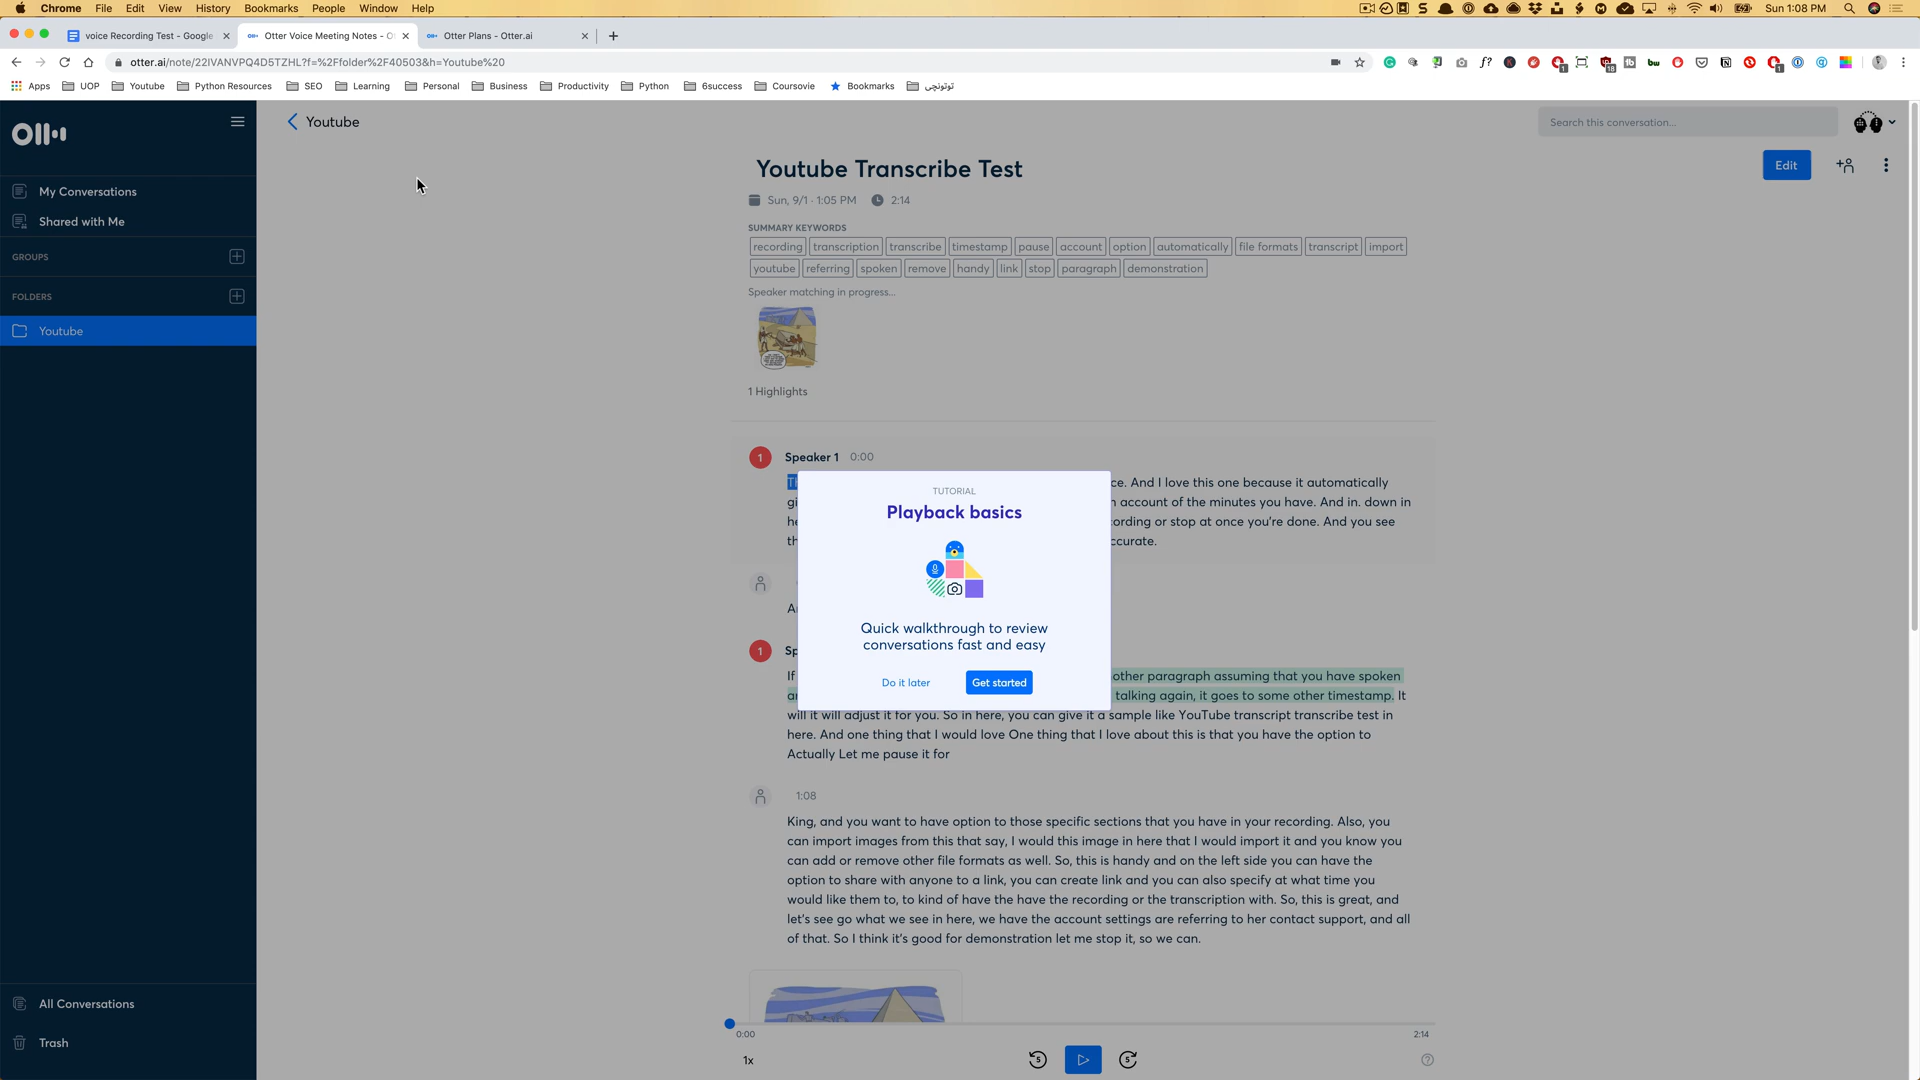 Chrome File Edit View History Bookmarks People Window Help
Sun 1:08 PM
voice Recording Test - Google
Otter Voice Meeting Notes - O
Otter Plans - Otter.ai
otter.ai/note/22IVANVPQ4D5TZHL?f=%2Ffolder%2F40503&h=Youtube%20
Apps UOP Youtube Python Resources SEO Learning Personal Business Productivity Python 6success Coursovie Bookmarks توتونچی
Youtube
Search this conversation...
My Conversations
Shared with Me
GROUPS
FOLDERS
Youtube
All Conversations
Trash
Youtube Transcribe Test
Edit
Sun, 9/1 · 1:05 PM 2:14
SUMMARY KEYWORDS
recording transcription transcribe timestamp pause account option automatically file formats transcript import
youtube referring spoken remove handy link stop paragraph demonstration
Speaker matching in progress...
1 Highlights
1 Speaker 1 0:00
ce. And I love this one because it automatically
account of the minutes you have. And in. down in
he ording or stop at once you're done. And you see
th ccurate.
TUTORIAL
Playback basics
Quick walkthrough to review
conversations fast and easy
Do it later Get started
1 Sp
If other paragraph assuming that you have spoken
talking again, it goes to some other timestamp. It
will it will adjust it for you. So in here, you can give it a sample like YouTube transcript transcribe test in
here. And one thing that I would love One thing that I love about this is that you have the option to
Actually Let me pause it for
1:08
King, and you want to have option to those specific sections that you have in your recording. Also, you
can import images from this that say, I would this image in here that I would import it and you know you
can add or remove other file formats as well. So, this is handy and on the left side you can have the
option to share with anyone to a link, you can create link and you can also specify at what time you
would like them to, to kind of have the have the recording or the transcription with. So, this is great, and
let's see go what we see in here, we have the account settings are referring to her contact support, and all
of that. So I think it's good for demonstration let me stop it, so we can.
0:00 2:14
1x 5 5